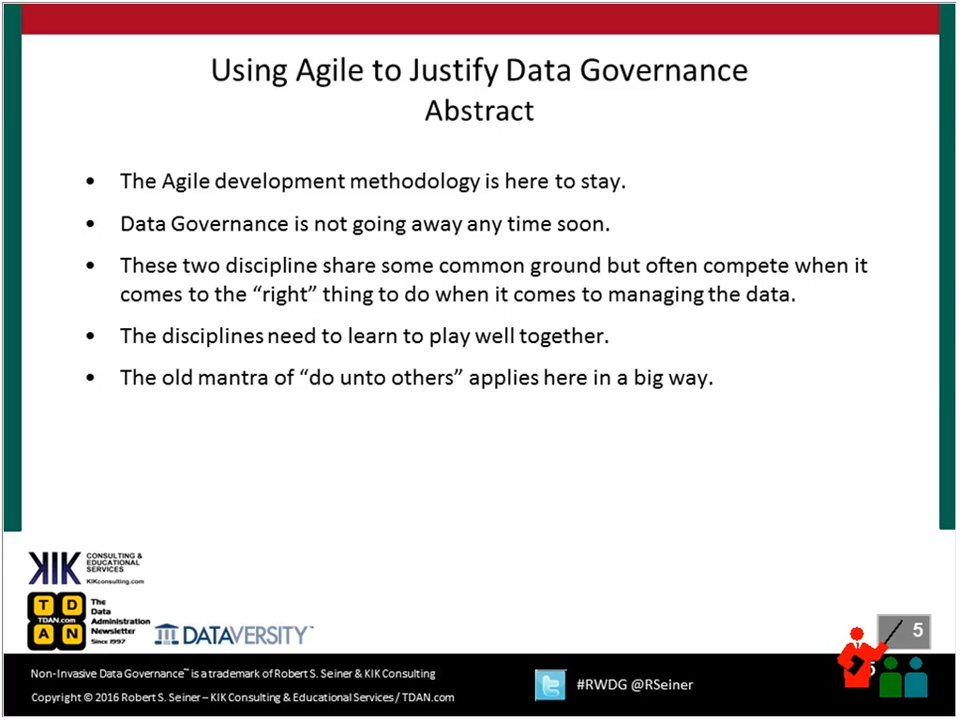 Using Agile to Justify Data Governance
Abstract
• The Agile development methodology is here to stay.
• Data Governance is not going away any time soon.
• These two discipline share some common ground but often compete when it
comes to the “right” thing to do when it comes to managing the data.
• The disciplines need to learn to play well together.
• The old mantra of “do unto others” applies here in a big way.
KIK CONSULTING &
EDUCATIONAL
SERVICES
KIKconsulting.com
T D
TDAN.com
A N
The
Data
Administration
Newsletter
Since 1997
DATAVERSITY™
5
5
Non-Invasive Data Governance™ is a trademark of Robert S. Seiner & KIK Consulting
Copyright © 2016 Robert S. Seiner – KIK Consulting & Educational Services / TDAN.com
#RWDG @RSeiner